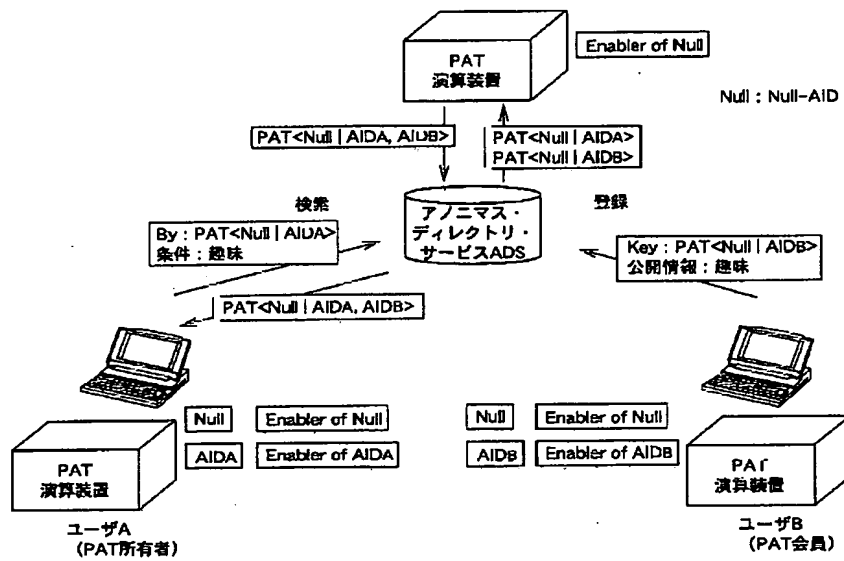 PAT
演算装置
Enabler of Null
Null : Null-AID
PAT<Null | AIDA, AIDB>
PAT<Null | AIDA>
PAT<Null | AIDB>
検索
登録
アノニマス・
ディレクトリ・
サービスADS
By : PAT<Null | AIDA>
条件 : 趣味
Key : PAT<Null | AIDB>
公開情報 : 趣味
PAT<Null | AIDA, AIDB>
Null
Enabler of Null
AIDA
Enabler of AIDA
Null
Enabler of Null
AIDB
Enabler of AIDB
PAT
演算装置
ユーザA
(PAT所有者)
PAT
演算装置
ユーザB
(PAT会員)